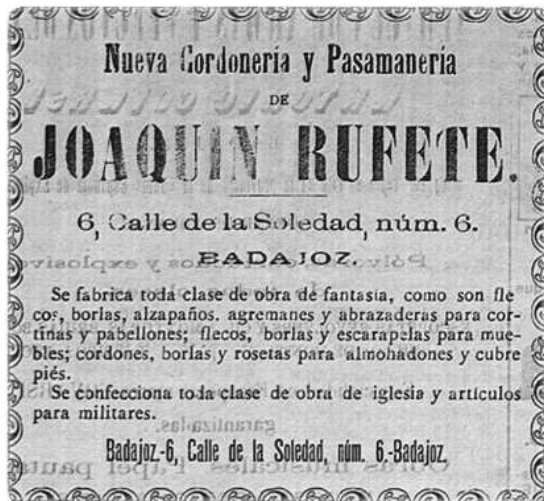 Nueva Cordonería y Pasamanería
DE
JOAQUIN RUFETE.
6, Calle de la Soledad, núm. 6.
BADAJOZ.
Se fabrica toda clase de obra de fantasía, como son fle
cos, borlas, alzapaños. agremanes y abrazaderas para cor-
tinas y pabellones; flecos, borlas y escarapelas para mue-
bles; cordones, borlas y rosetas para almohadones y cubre
piés.
Se confecciona toda clase de obra de iglesia y artículos
para militares.
Badajoz.-6, Calle de la Soledad, núm. 6.-Badajoz.